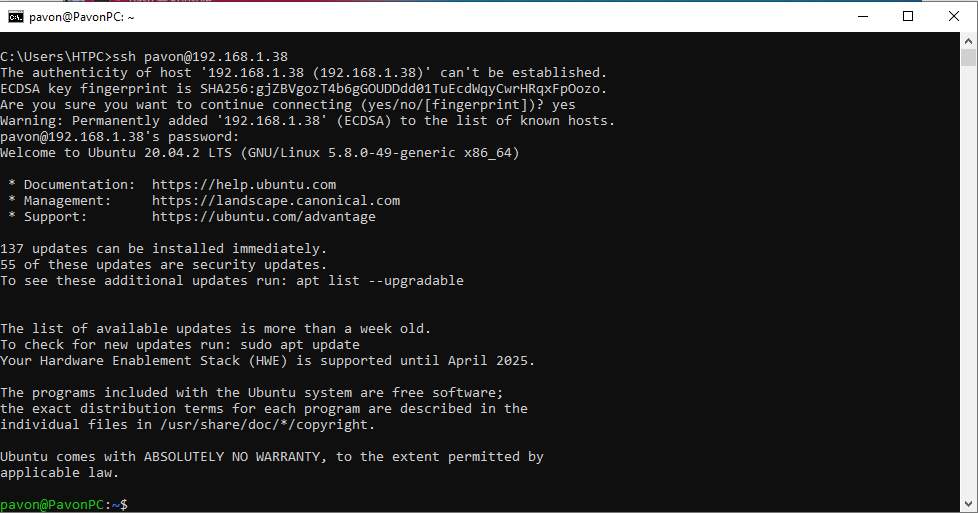 pavon@PavonPC: ~
C:\Users\HTPC>ssh pavon@192.168.1.38
The authenticity of host '192.168.1.38 (192.168.1.38)' can't be established.
ECDSA key fingerprint is SHA256:gjZBVgozT4b6gGOUDDdd01TuEcdWqyCwrHRqxFpOozo.
Are you sure you want to continue connecting (yes/no/[fingerprint])? yes
Warning: Permanently added '192.168.1.38' (ECDSA) to the list of known hosts.
pavon@192.168.1.38's password:
Welcome to Ubuntu 20.04.2 LTS (GNU/Linux 5.8.0-49-generic x86_64)
* Documentation:  https://help.ubuntu.com
* Management:     https://landscape.canonical.com
* Support:        https://ubuntu.com/advantage
137 updates can be installed immediately.
55 of these updates are security updates.
To see these additional updates run: apt list --upgradable
The list of available updates is more than a week old.
To check for new updates run: sudo apt update
Your Hardware Enablement Stack (HWE) is supported until April 2025.
The programs included with the Ubuntu system are free software;
the exact distribution terms for each program are described in the
individual files in /usr/share/doc/*/copyright.
Ubuntu comes with ABSOLUTELY NO WARRANTY, to the extent permitted by
applicable law.
pavon@PavonPC:~$